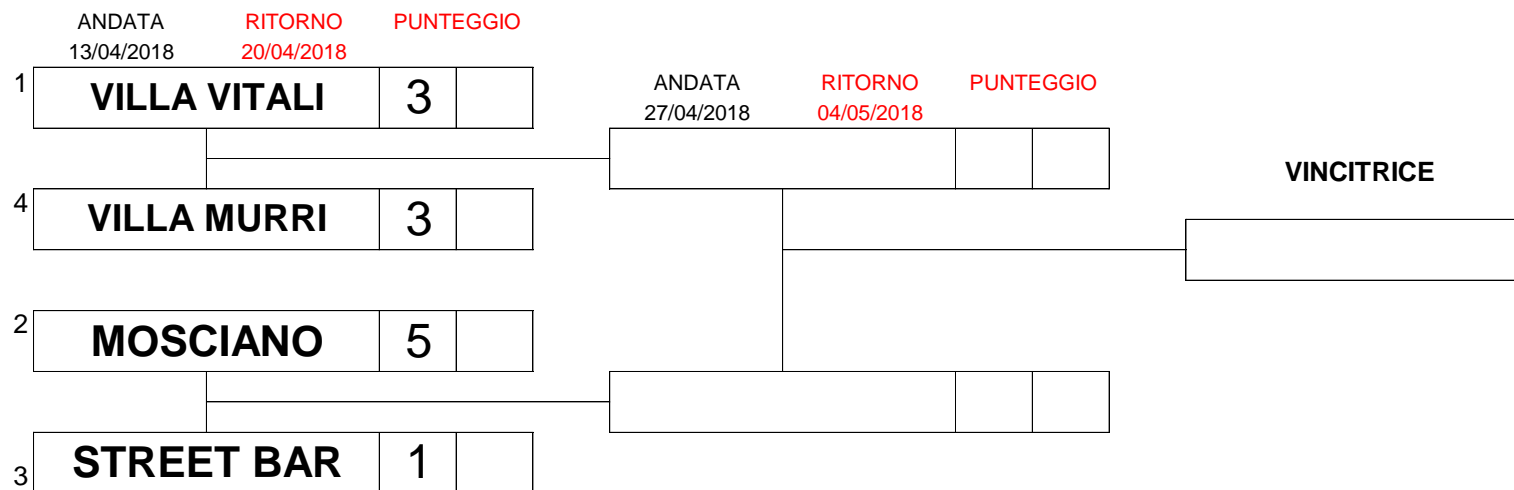 ANDATA RITORNO PUNTEGGIO
13/04/2018 20/04/2018
1 VILLA VITALI 3
ANDATA RITORNO PUNTEGGIO
27/04/2018 04/05/2018
VINCITRICE
4 VILLA MURRI 3
2 MOSCIANO 5
3 STREET BAR 1